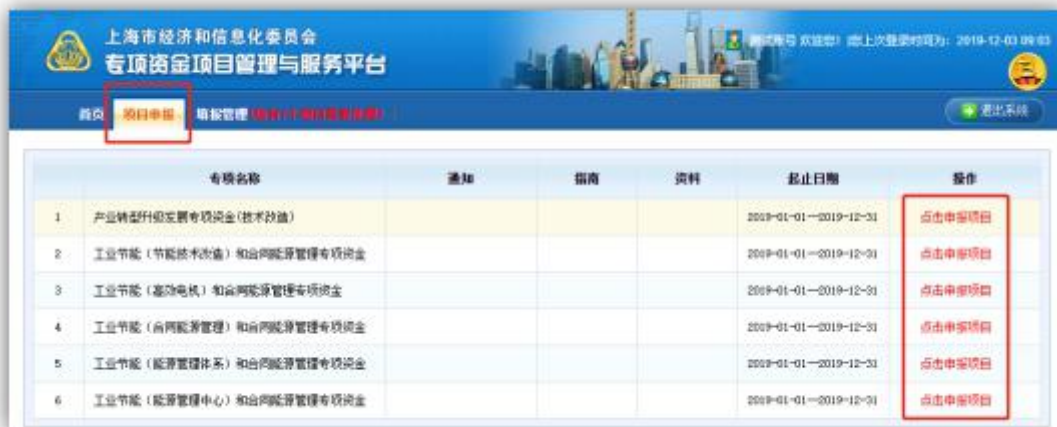 上海市经济和信息化委员会
专项资金项目管理与服务平台
测试账号 欢迎您！您上次登录时间为：2019-12-03 09:03
首页 项目申报 填报管理
退出系统
专项名称 通知 指南 资料 起止日期 操作
1 产业转型升级发展专项资金(技术改造) 2019-01-01—2019-12-31 点击申报项目
2 工业节能（节能技术改造）和合同能源管理专项资金 2019-01-01—2019-12-31 点击申报项目
3 工业节能（高效电机）和合同能源管理专项资金 2019-01-01—2019-12-31 点击申报项目
4 工业节能（合同能源管理）和合同能源管理专项资金 2019-01-01—2019-12-31 点击申报项目
5 工业节能（能源管理体系）和合同能源管理专项资金 2019-01-01—2019-12-31 点击申报项目
6 工业节能（能源管理中心）和合同能源管理专项资金 2019-01-01—2019-12-31 点击申报项目